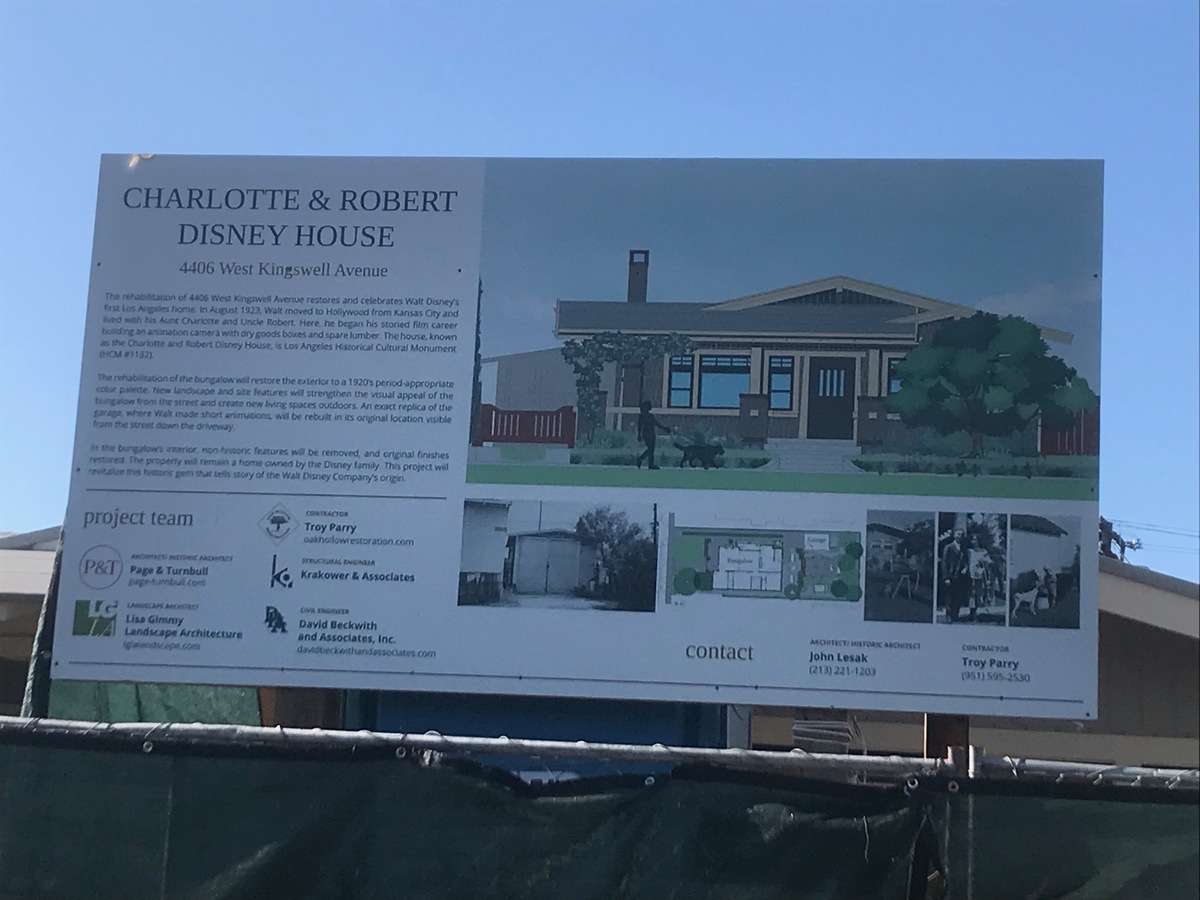 CHARLOTTE & ROBERT
DISNEY HOUSE
4406 West Kingswell Avenue
The rehabilitation of 4406 West Kingswell Avenue restores and celebrates Walt Disney's
first Los Angeles home. In August 1923, Walt moved to Hollywood from Kansas City and
lived with his Aunt Charlotte and Uncle Robert. Here, he began his storied film career
building an animation camera with dry goods boxes and spare lumber. The house, known
as the Charlotte and Robert Disney House, is Los Angeles Historical Cultural Monument
(HCM #1132).
The rehabilitation of the bungalow will restore the exterior to a 1920's period-appropriate
color palette. New landscape and site features will strengthen the visual appeal of the
bungalow from the street and create new living spaces outdoors. An exact replica of the
garage, where Walt made short animations, will be rebuilt in its original location visible
from the street down the driveway.
In the bungalow's interior, non-historic features will be removed, and original finishes
restored. The property will remain a home owned by the Disney family. This project will
revitalize this historic gem that tells story of the Walt Disney Company's origin.
project team
P&T
ARCHITECT/ HISTORIC ARCHITECT
Page & Turnbull
page-turnbull.com
LG
LA
LANDSCAPE ARCHITECT
Lisa Gimmy
Landscape Architecture
lglalandscape.com
CONTRACTOR
Troy Parry
oakhollowrestoration.com
STRUCTURAL ENGINEER
Krakower & Associates
CIVIL ENGINEER
David Beckwith
and Associates, Inc.
davidbeckwithandassociates.com
Bungalow
Garage
contact
ARCHITECT/ HISTORIC ARCHITECT
John Lesak
(213) 221-1203
CONTRACTOR
Troy Parry
(951) 595-2530